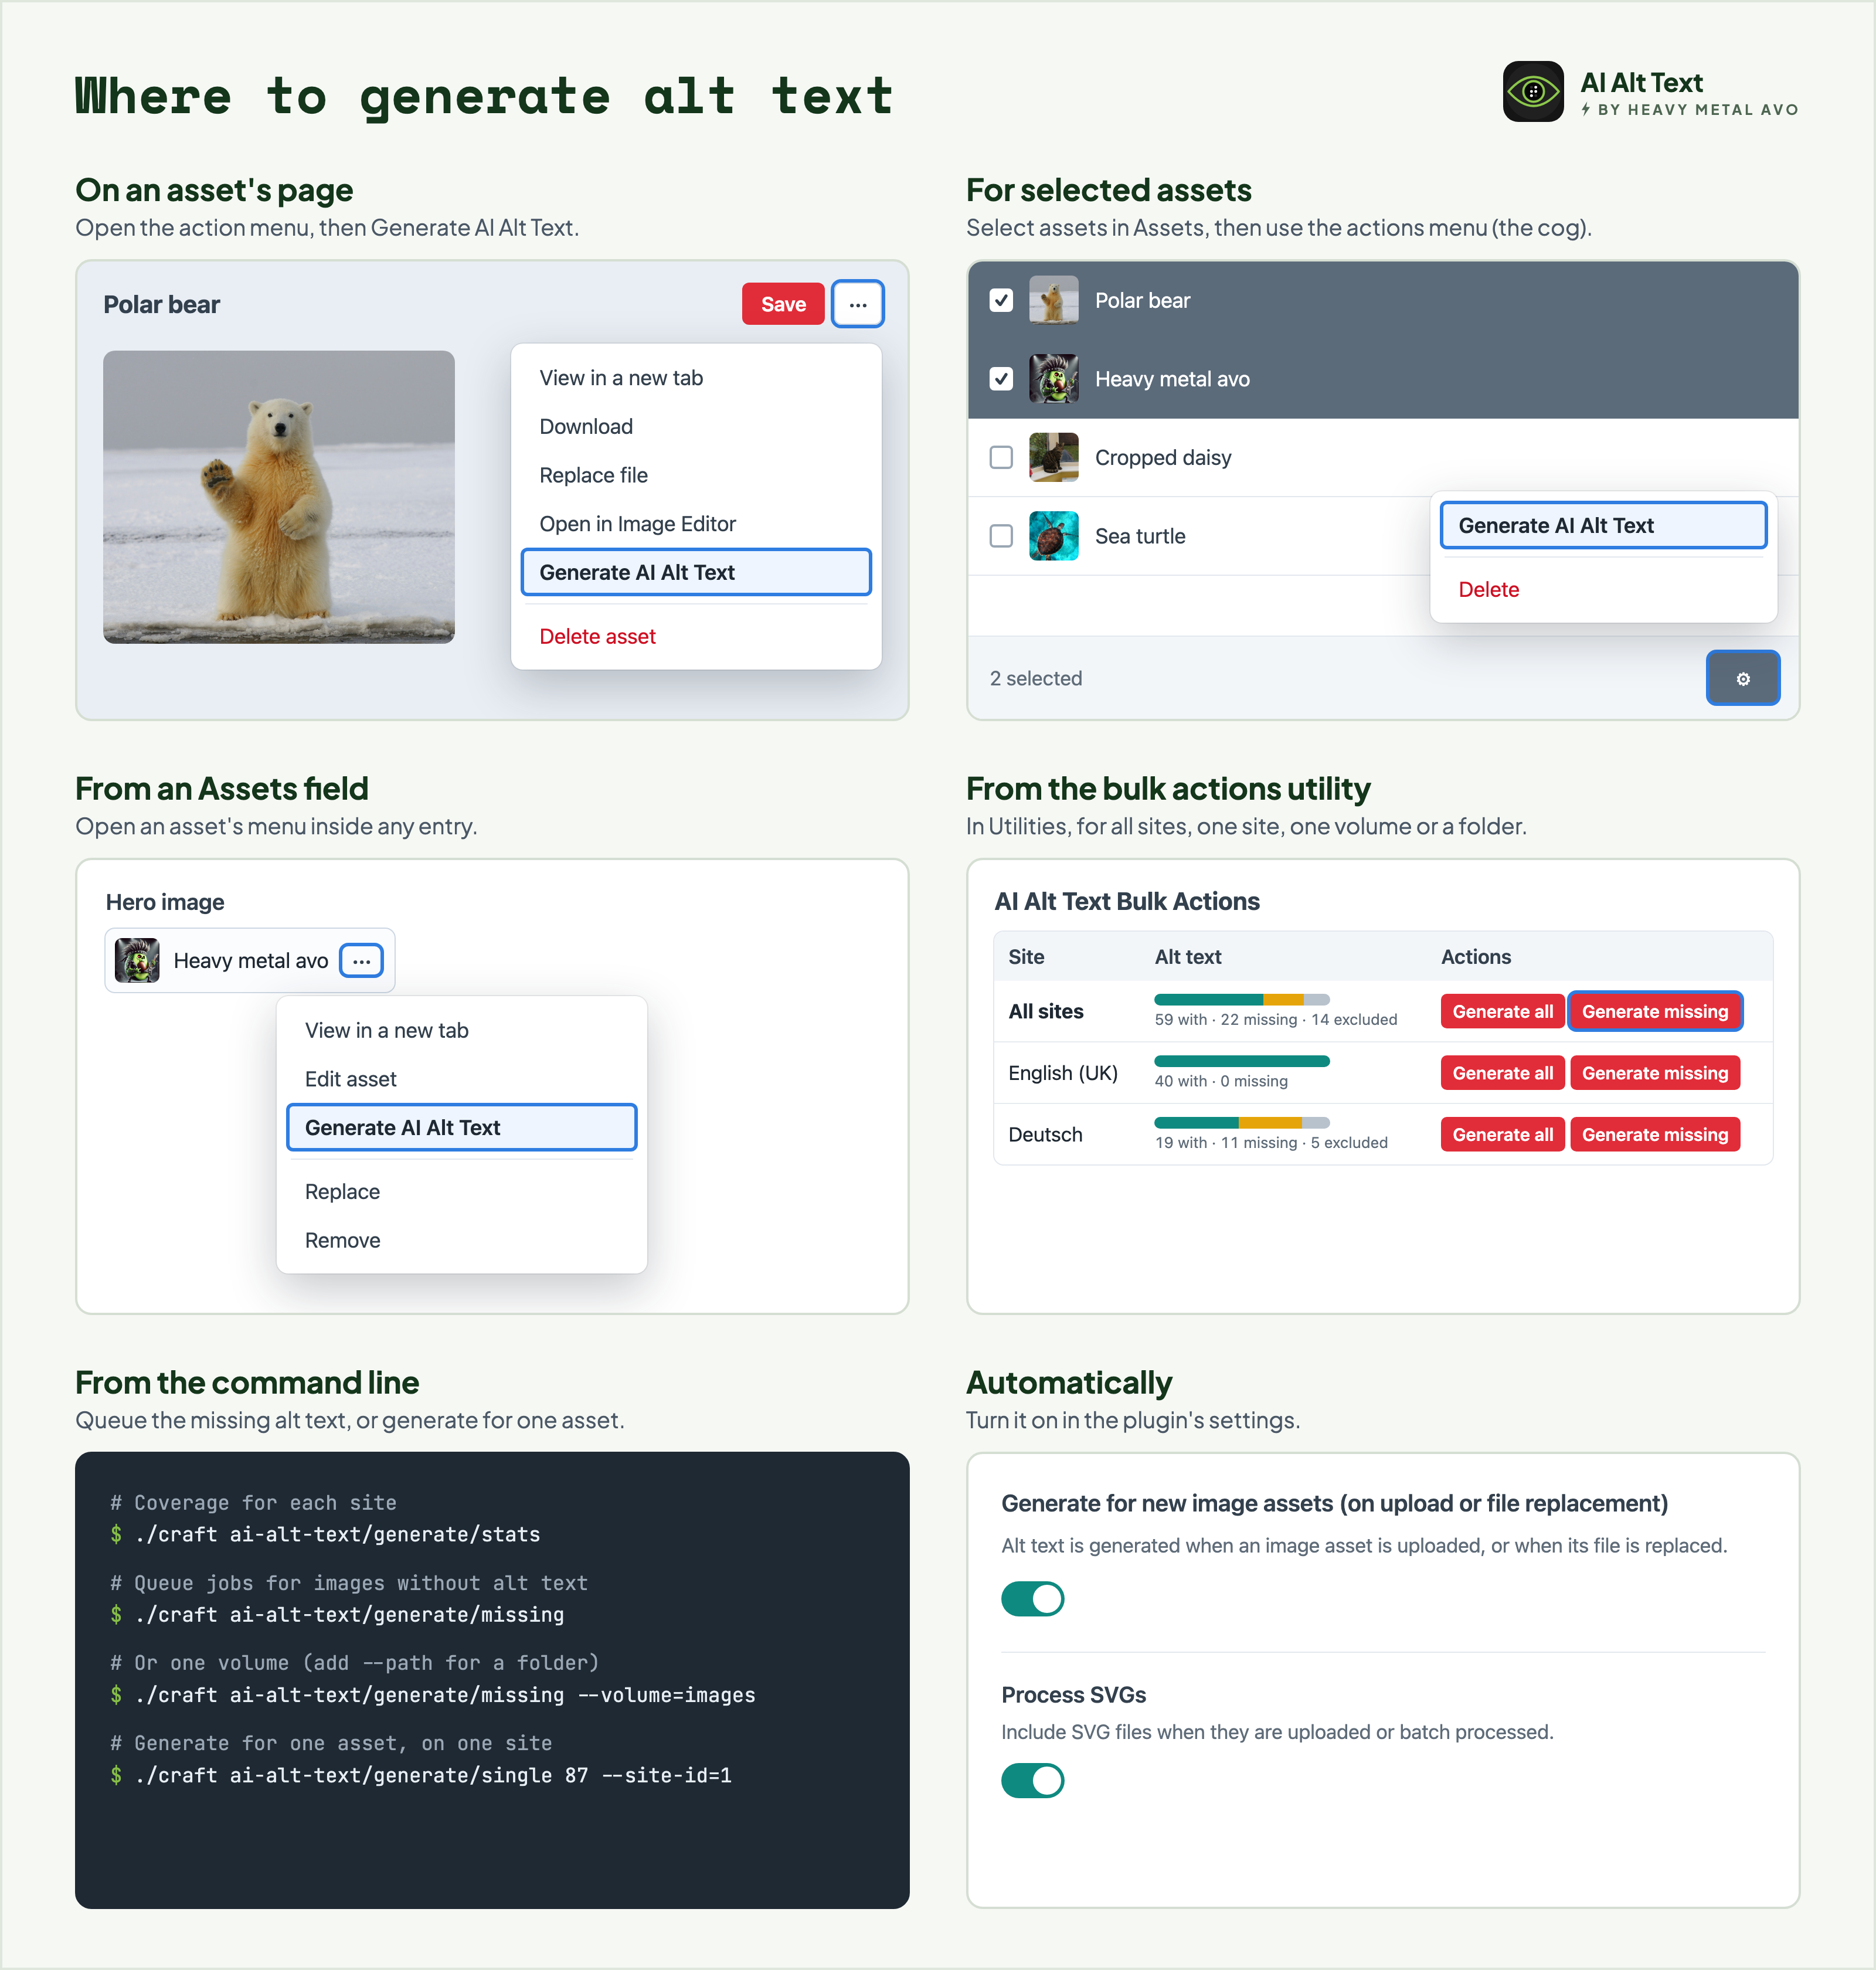 Where to generate alt text
AI Alt Text
BY HEAVY METAL AVO
On an asset's page
Open the action menu, then Generate AI Alt Text.
Polar bear
Save
...
View in a new tab
Download
Replace file
Open in Image Editor
Generate AI Alt Text
Delete asset
For selected assets
Select assets in Assets, then use the actions menu (the cog).
Polar bear
Heavy metal avo
Cropped daisy
Sea turtle
Generate AI Alt Text
Delete
2 selected
From an Assets field
Open an asset's menu inside any entry.
Hero image
Heavy metal avo ...
View in a new tab
Edit asset
Generate AI Alt Text
Replace
Remove
From the bulk actions utility
In Utilities, for all sites, one site, one volume or a folder.
AI Alt Text Bulk Actions
Site Alt text Actions
All sites 59 with · 22 missing · 14 excluded Generate all Generate missing
English (UK) 40 with · 0 missing Generate all Generate missing
Deutsch 19 with · 11 missing · 5 excluded Generate all Generate missing
From the command line
Queue the missing alt text, or generate for one asset.
# Coverage for each site
$ ./craft ai-alt-text/generate/stats
# Queue jobs for images without alt text
$ ./craft ai-alt-text/generate/missing
# Or one volume (add --path for a folder)
$ ./craft ai-alt-text/generate/missing --volume=images
# Generate for one asset, on one site
$ ./craft ai-alt-text/generate/single 87 --site-id=1
Automatically
Turn it on in the plugin's settings.
Generate for new image assets (on upload or file replacement)
Alt text is generated when an image asset is uploaded, or when its file is replaced.
Process SVGs
Include SVG files when they are uploaded or batch processed.